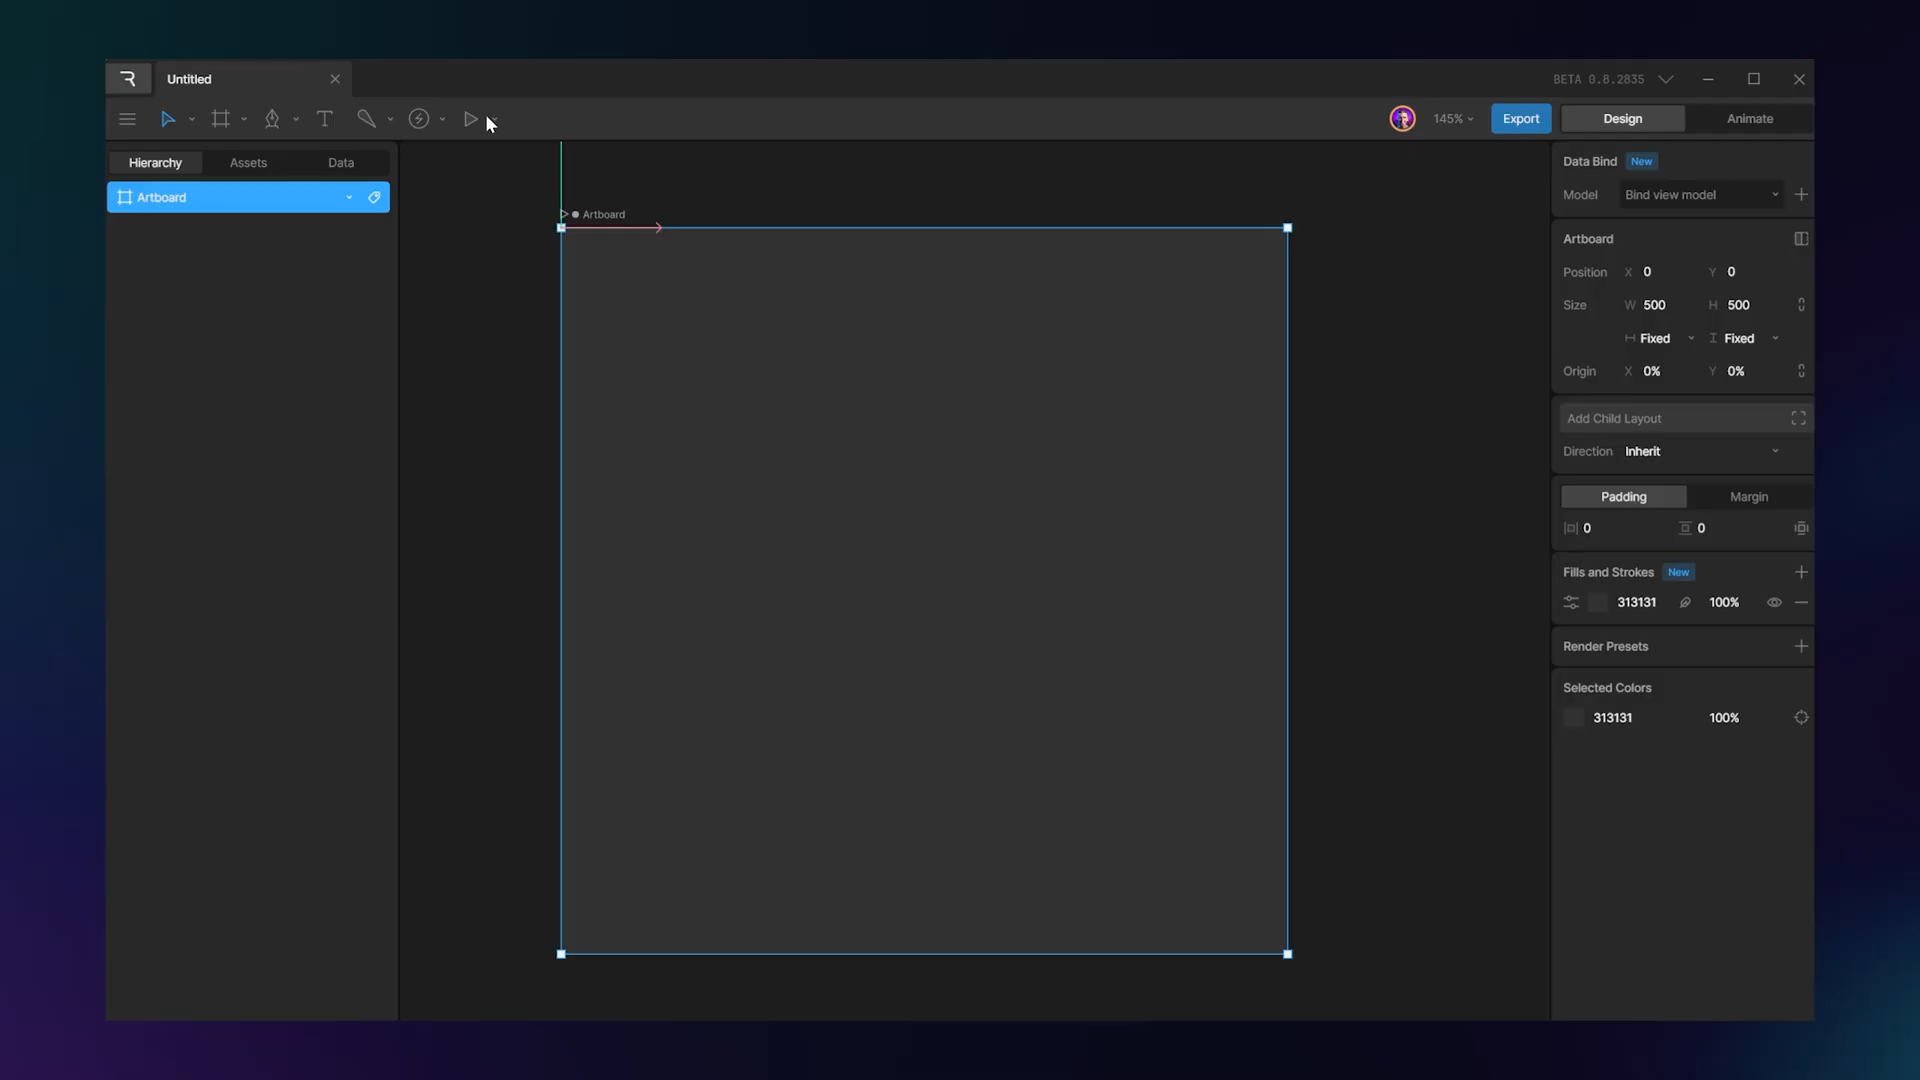 Untitled
BETA 0.8.2835
145%
Export
Design
Animate
Hierarchy
Assets
Data
Artboard
Artboard
Data Bind New
Model Bind view model
Artboard
Position X 0 Y 0
Size W 500 H 500
Fixed Fixed
Origin X 0% Y 0%
Add Child Layout
Direction Inherit
Padding Margin
0 0
Fills and Strokes New
313131 100%
Render Presets
Selected Colors
313131 100%